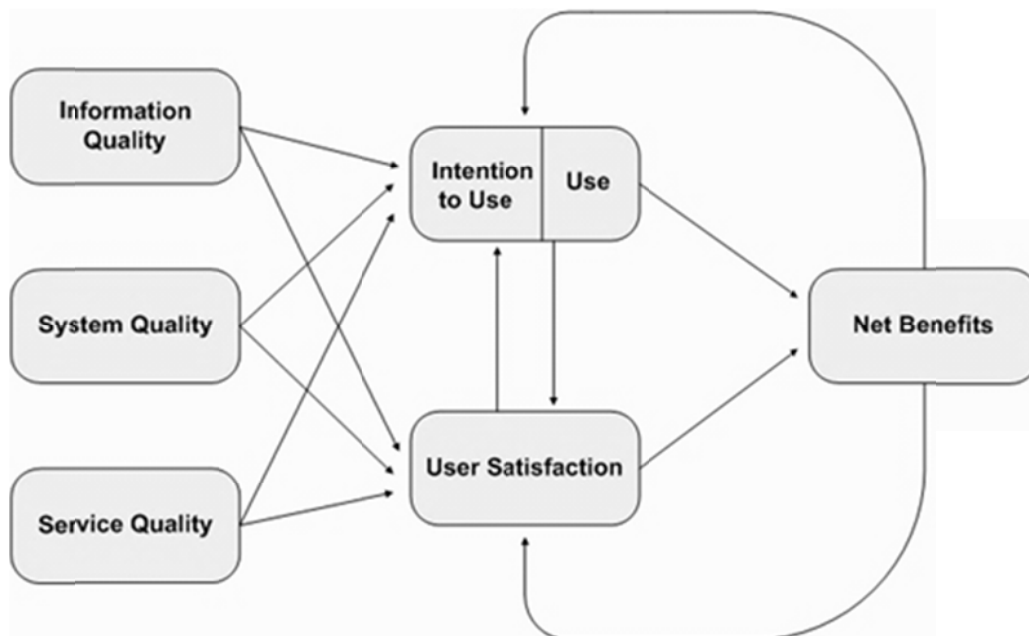 Information
Quality
Intention
to Use
Use
System Quality
Net Benefits
User Satisfaction
Service Quality